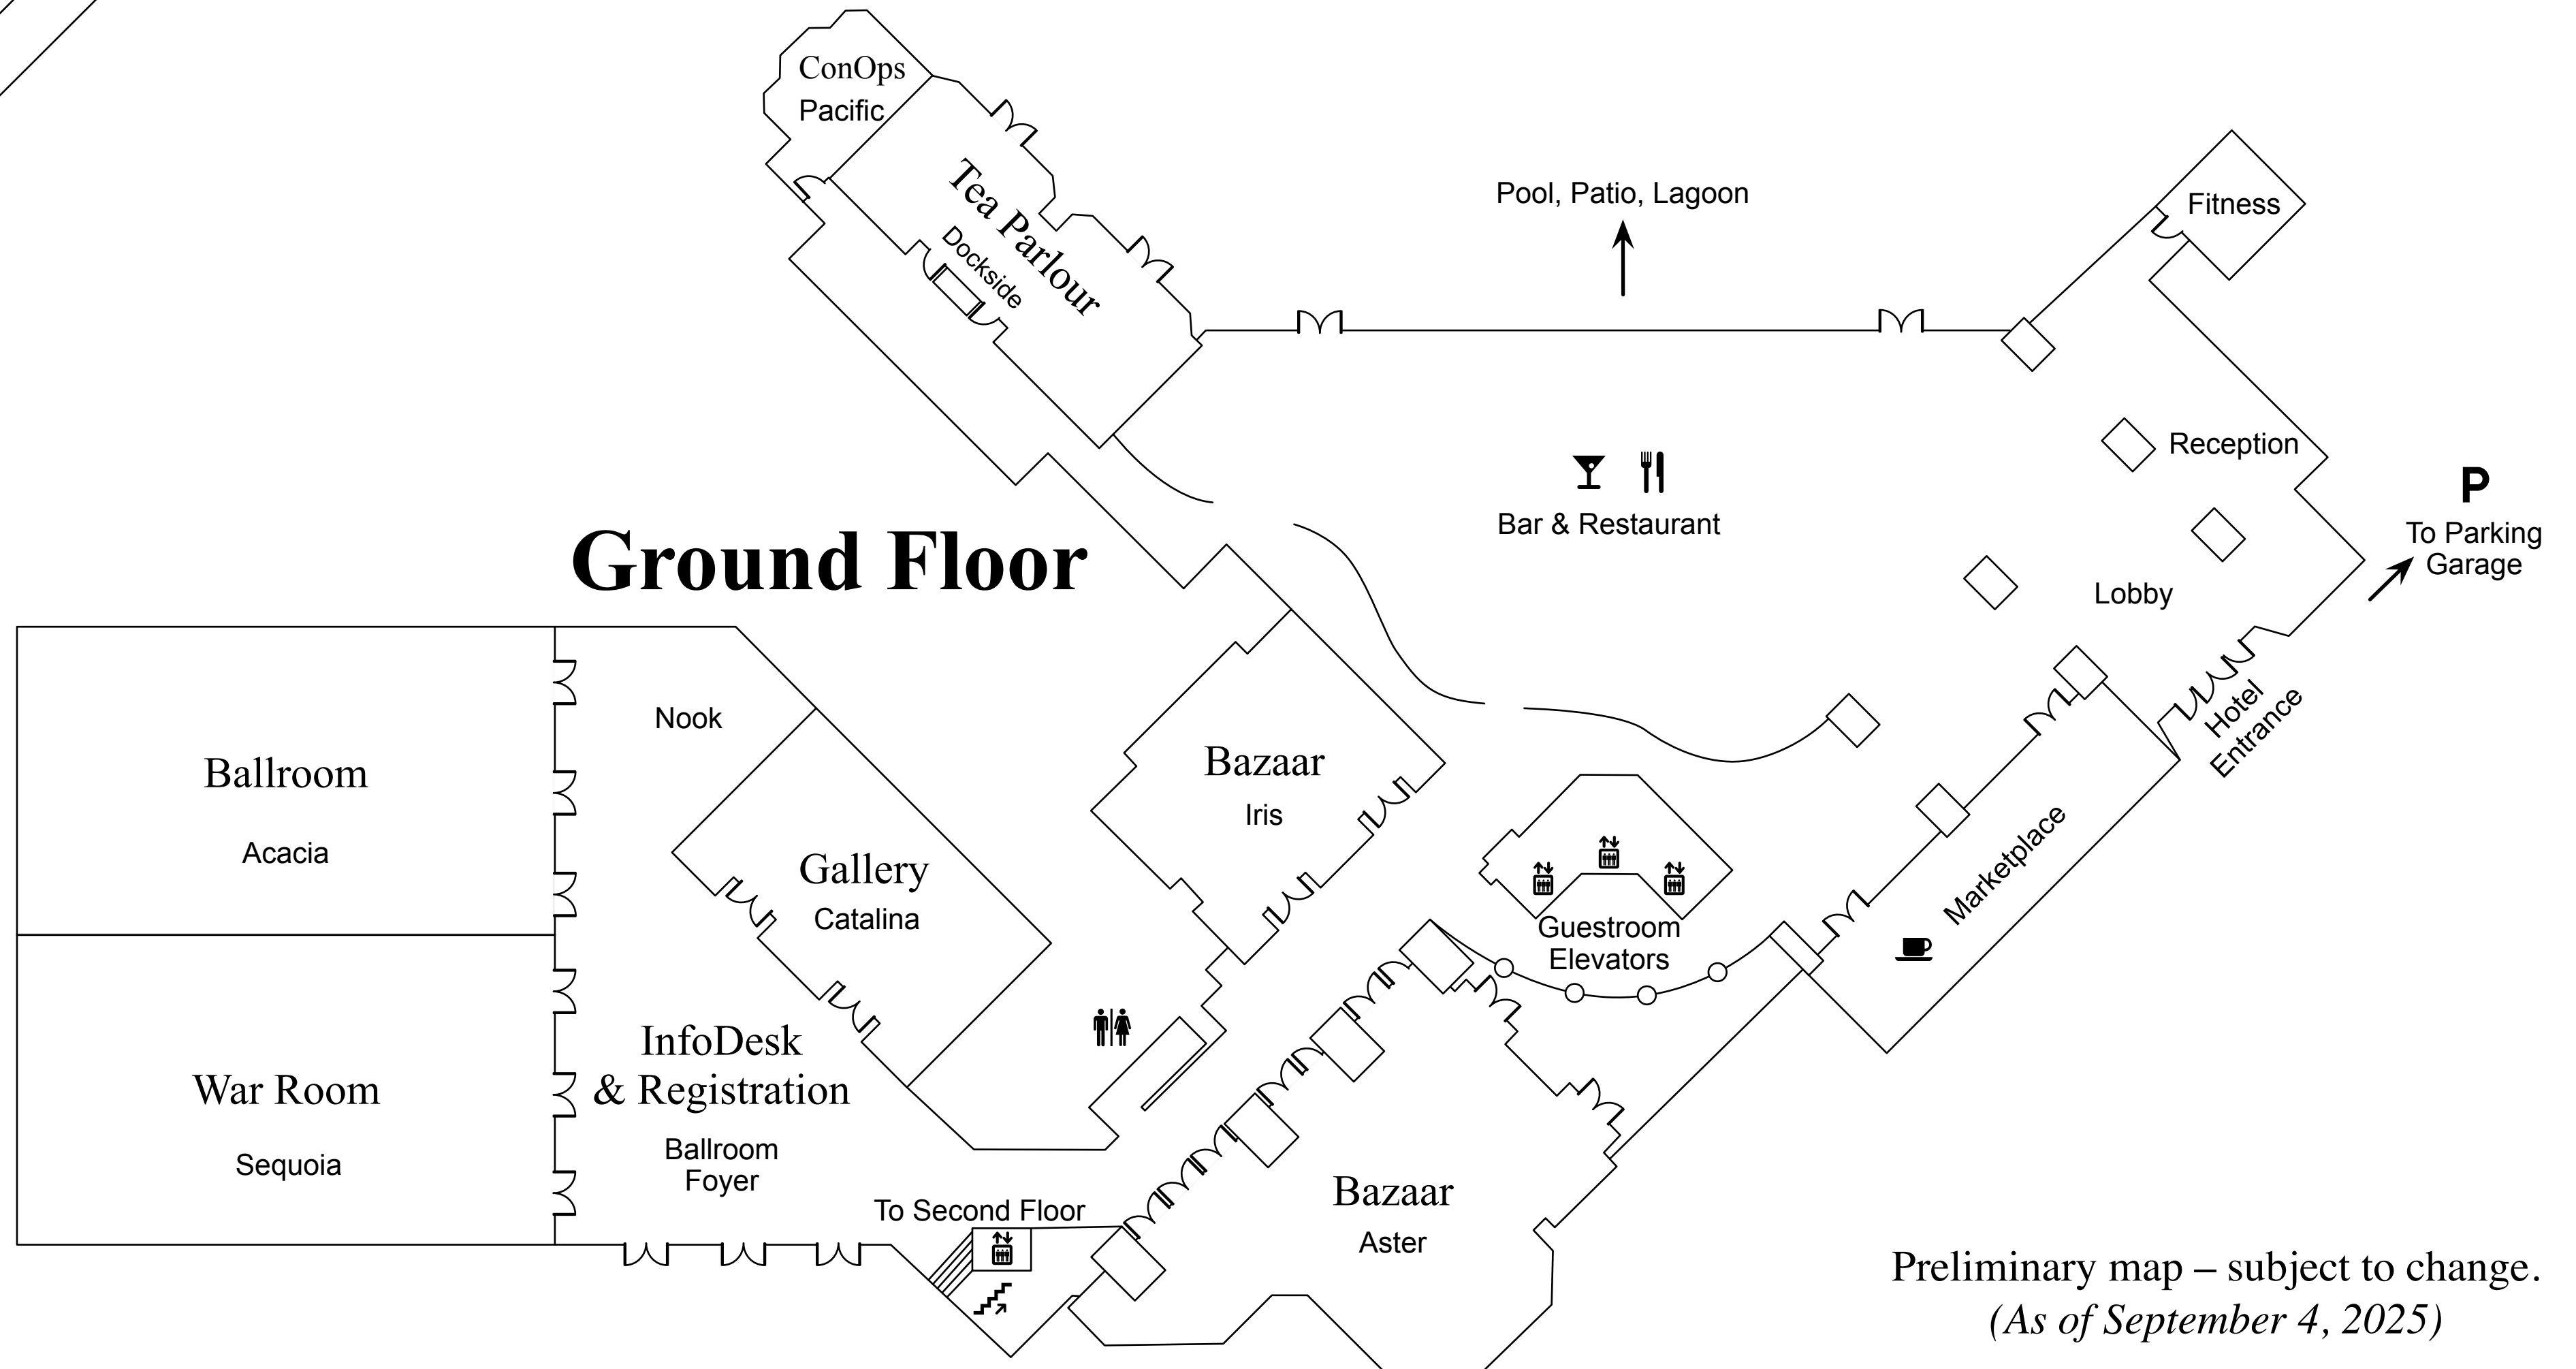 ConOps
Pacific
Tea Parlour
Dockside
Pool, Patio, Lagoon
Fitness
Reception
P
To Parking
Garage
Bar & Restaurant
Lobby
Hotel
Entrance
Ground Floor
Nook
Ballroom
Acacia
Bazaar
Iris
Gallery
Catalina
Guestroom
Elevators
Marketplace
War Room
Sequoia
InfoDesk
& Registration
Ballroom
Foyer
To Second Floor
Bazaar
Aster
Preliminary map – subject to change.
(As of September 4, 2025)